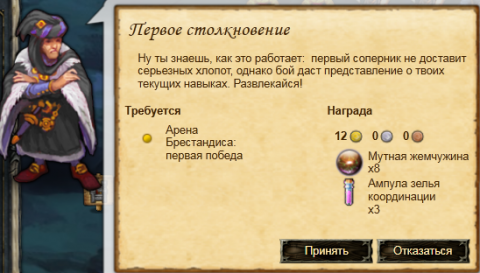 Первое столкновение
Ну ты знаешь, как это работает: первый соперник не доставит
серьезных хлопот, однако бой даст представление о твоих
текущих навыках. Развлекайся!
Требуется
Арена
Брестандиса:
первая победа
Награда
12 0 0
Мутная жемчужина
x8
Ампула зелья
координации
x3
Принять
Отказаться